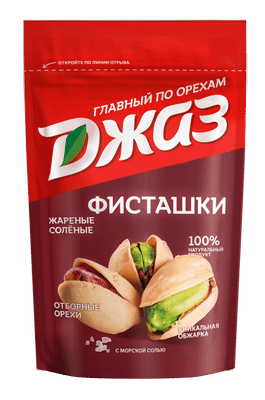 ОТКРОЙТЕ ПО ЛИНИИ ОТРЫВА
ГЛАВНЫЙ ПО ОРЕХАМ
Джаз
ФИСТАШКИ
ЖАРЕНЫЕ
СОЛЁНЫЕ
100%
НАТУРАЛЬНЫЙ
ПРОДУКТ
ОТБОРНЫЕ
ОРЕХИ
УНИКАЛЬНАЯ
ОБЖАРКА
С МОРСКОЙ СОЛЬЮ